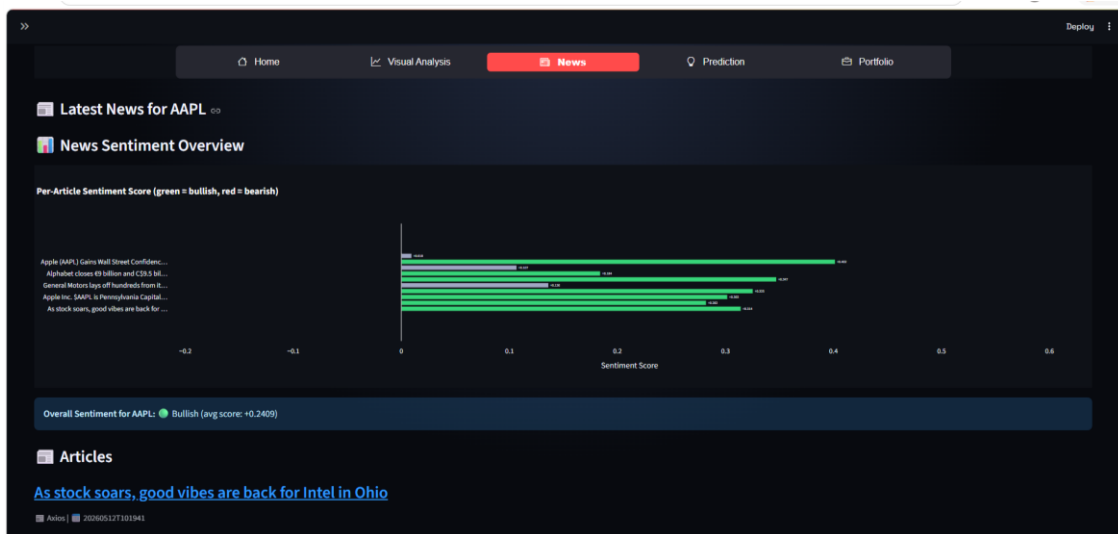 Deploy
Home Visual Analysis News Prediction Portfolio
Latest News for AAPL
News Sentiment Overview
Per-Article Sentiment Score (green = bullish, red = bearish)
Apple (AAPL) Gains Wall Street Confidenc...
Alphabet closes €9 billion and C$9.5 bil...
General Motors lays off hundreds from it...
Apple Inc. $AAPL is Pennsylvania Capital...
As stock soars, good vibes are back for ...
−0.2 −0.1 0 0.1 0.2 0.3 0.4 0.5 0.6
Sentiment Score
Overall Sentiment for AAPL: Bullish (avg score: +0.2409)
Articles
As stock soars, good vibes are back for Intel in Ohio
Axios | 20260512T101941